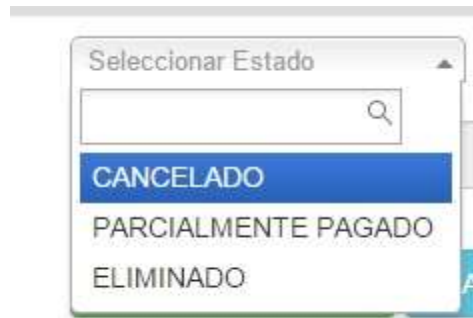 Seleccionar Estado
CANCELADO
PARCIALMENTE PAGADO
ELIMINADO